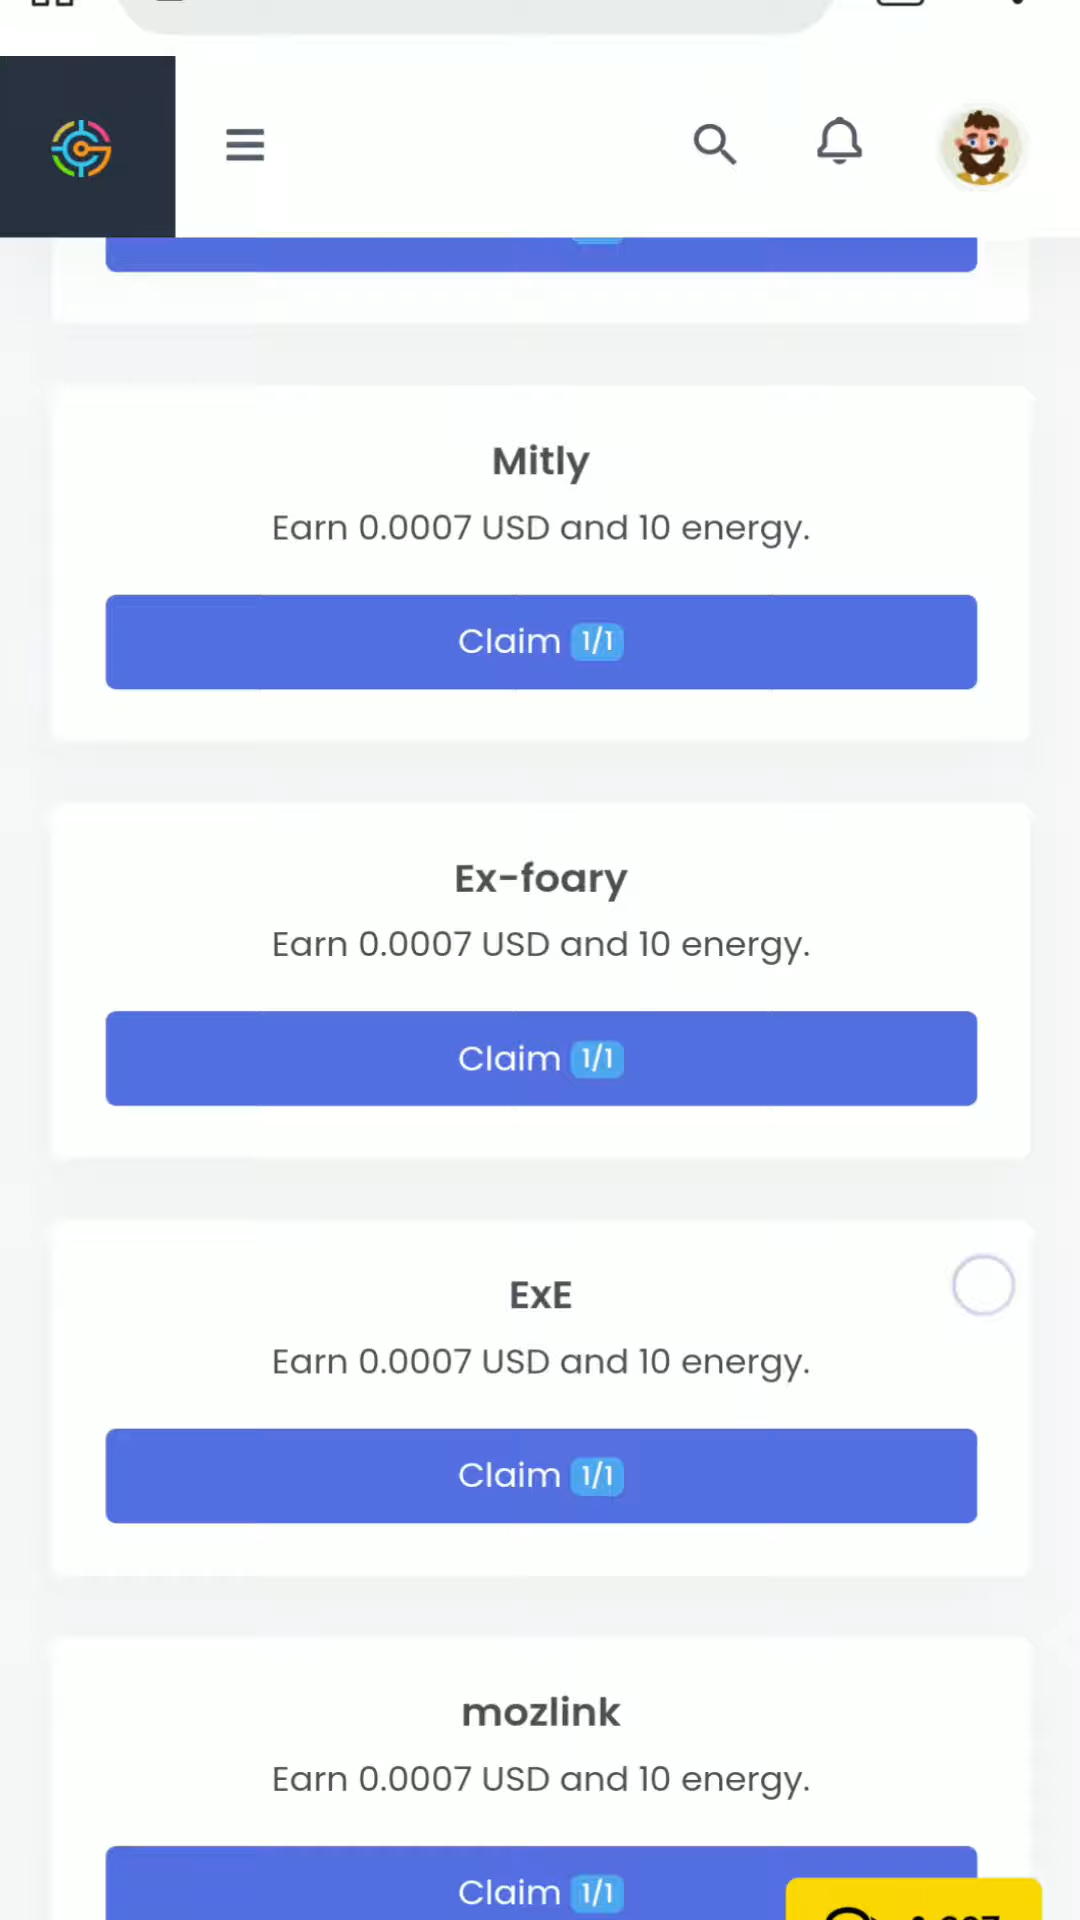 Mitly
Earn 0.0007 USD and 10 energy.
Claim 1/1
Ex-foary
Earn 0.0007 USD and 10 energy.
Claim 1/1
ExE
Earn 0.0007 USD and 10 energy.
Claim 1/1
mozlink
Earn 0.0007 USD and 10 energy.
Claim 1/1